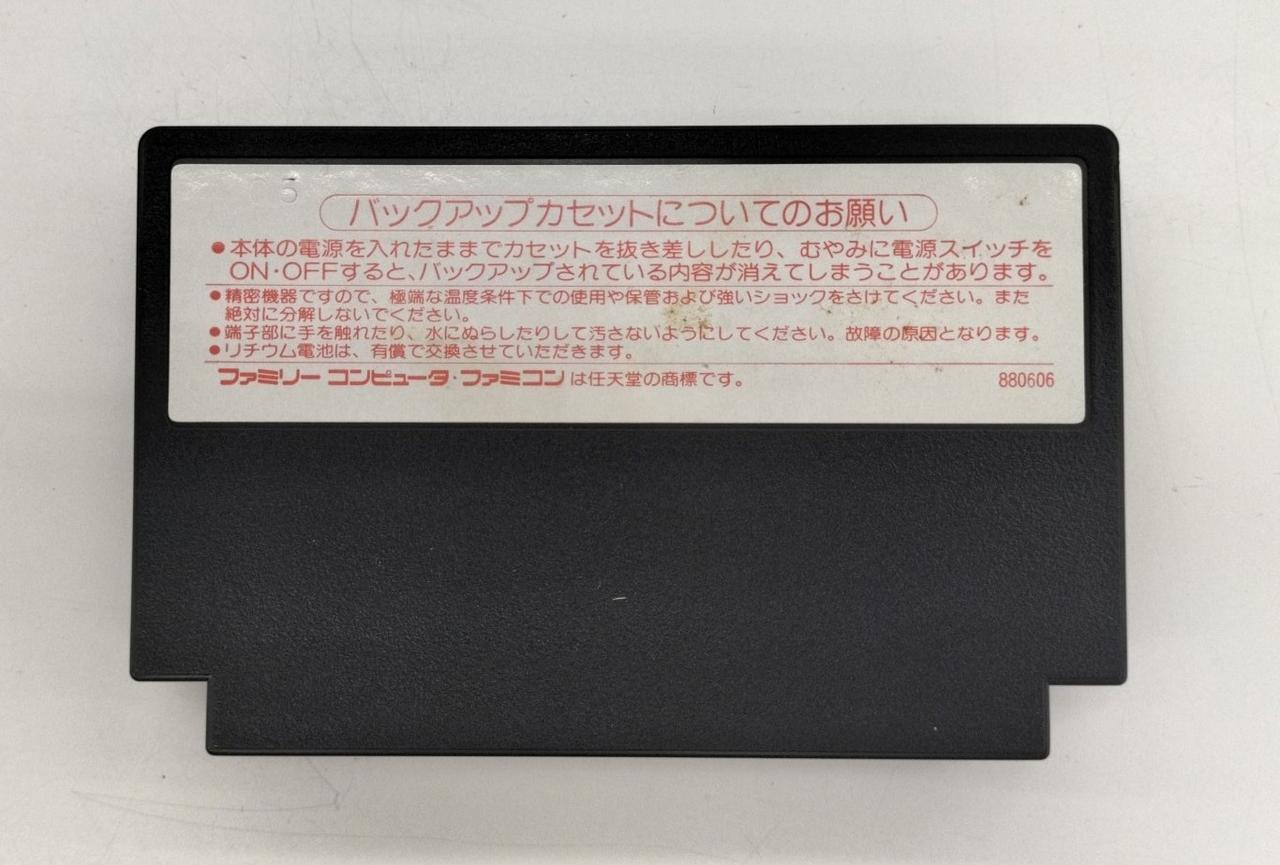 5
バックアップカセットについてのお願い
●本体の電源を入れたままでカセットを抜き差ししたり、むやみに電源スイッチを
ON・OFFすると、バックアップされている内容が消えてしまうことがあります。
●精密機器ですので、極端な温度条件下での使用や保管および強いショックをさけてください。また
絶対に分解しないでください。
●端子部に手を触れたり、水にぬらしたりして汚さないようにしてください。故障の原因となります。
●リチウム電池は、有償で交換させていただきます。
ファミリー コンピュータ・ファミコンは任天堂の商標です。 880606